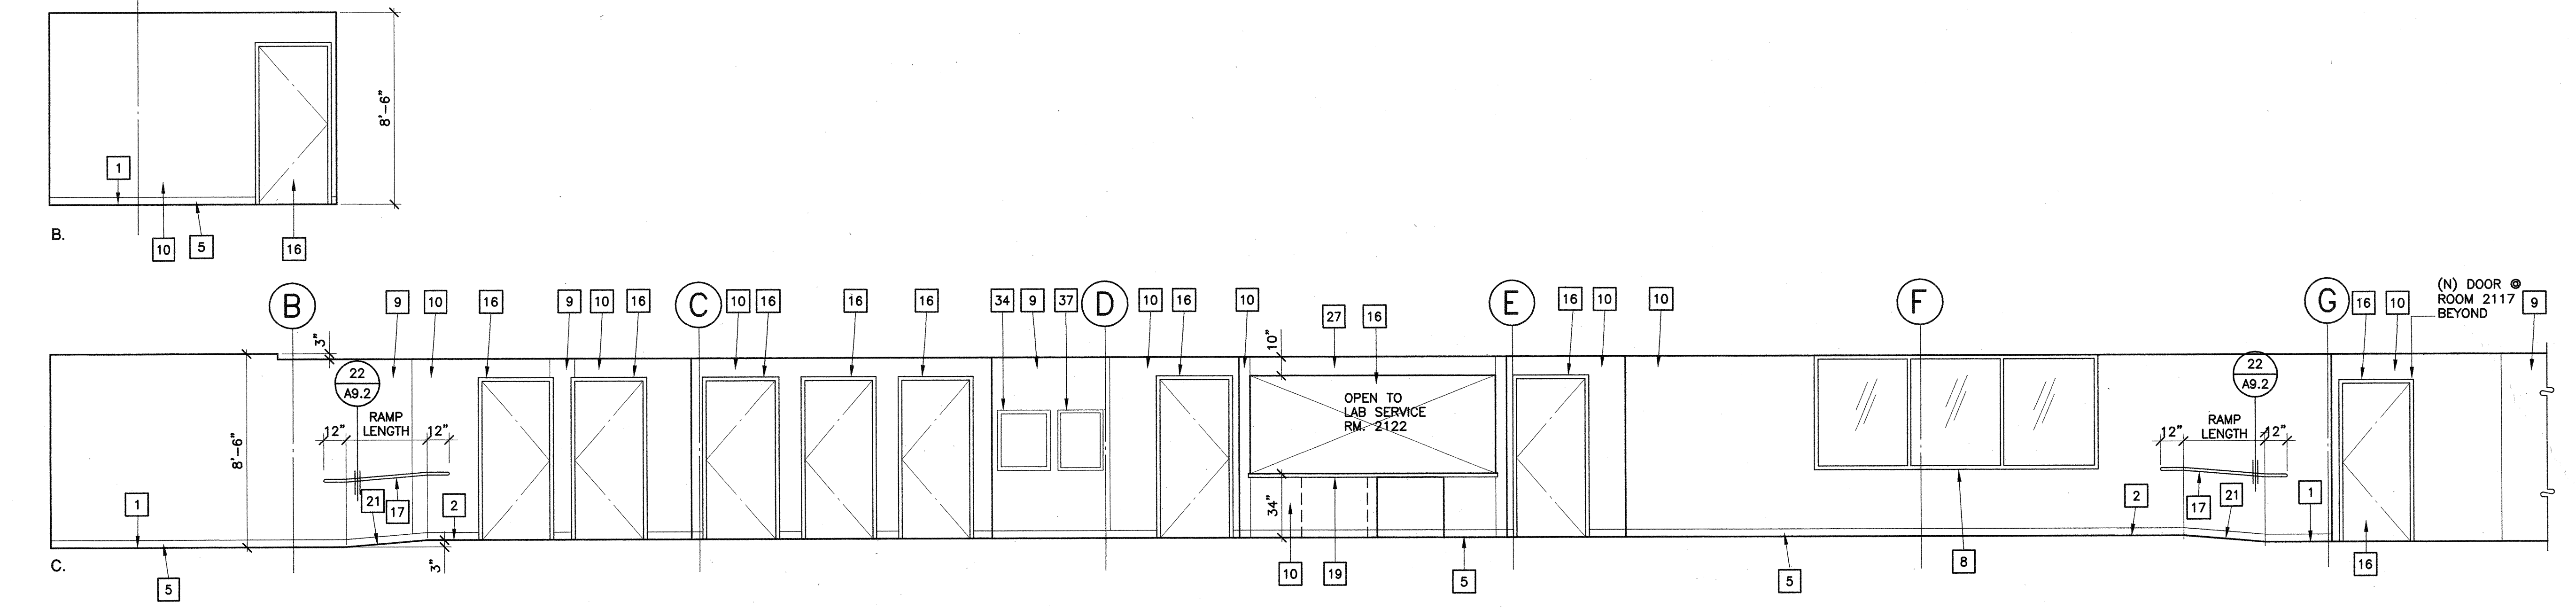 8'-6"
1
10
5
16
B.
B
9
10
16
9
10
16
C
10
16
16
16
34
9
37
D
10
16
10
27
16
E
16
10
10
F
G
16
10
(N) DOOR @
ROOM 2117
BEYOND
9
3"
10"
22
A9.2
RAMP
LENGTH
12"
12"
8'-6"
OPEN TO
LAB SERVICE
RM. 2122
22
A9.2
RAMP
LENGTH
12"
12"
1
21
17
2
34"
2
17
21
1
3"
C.
5
10
19
5
5
8
16